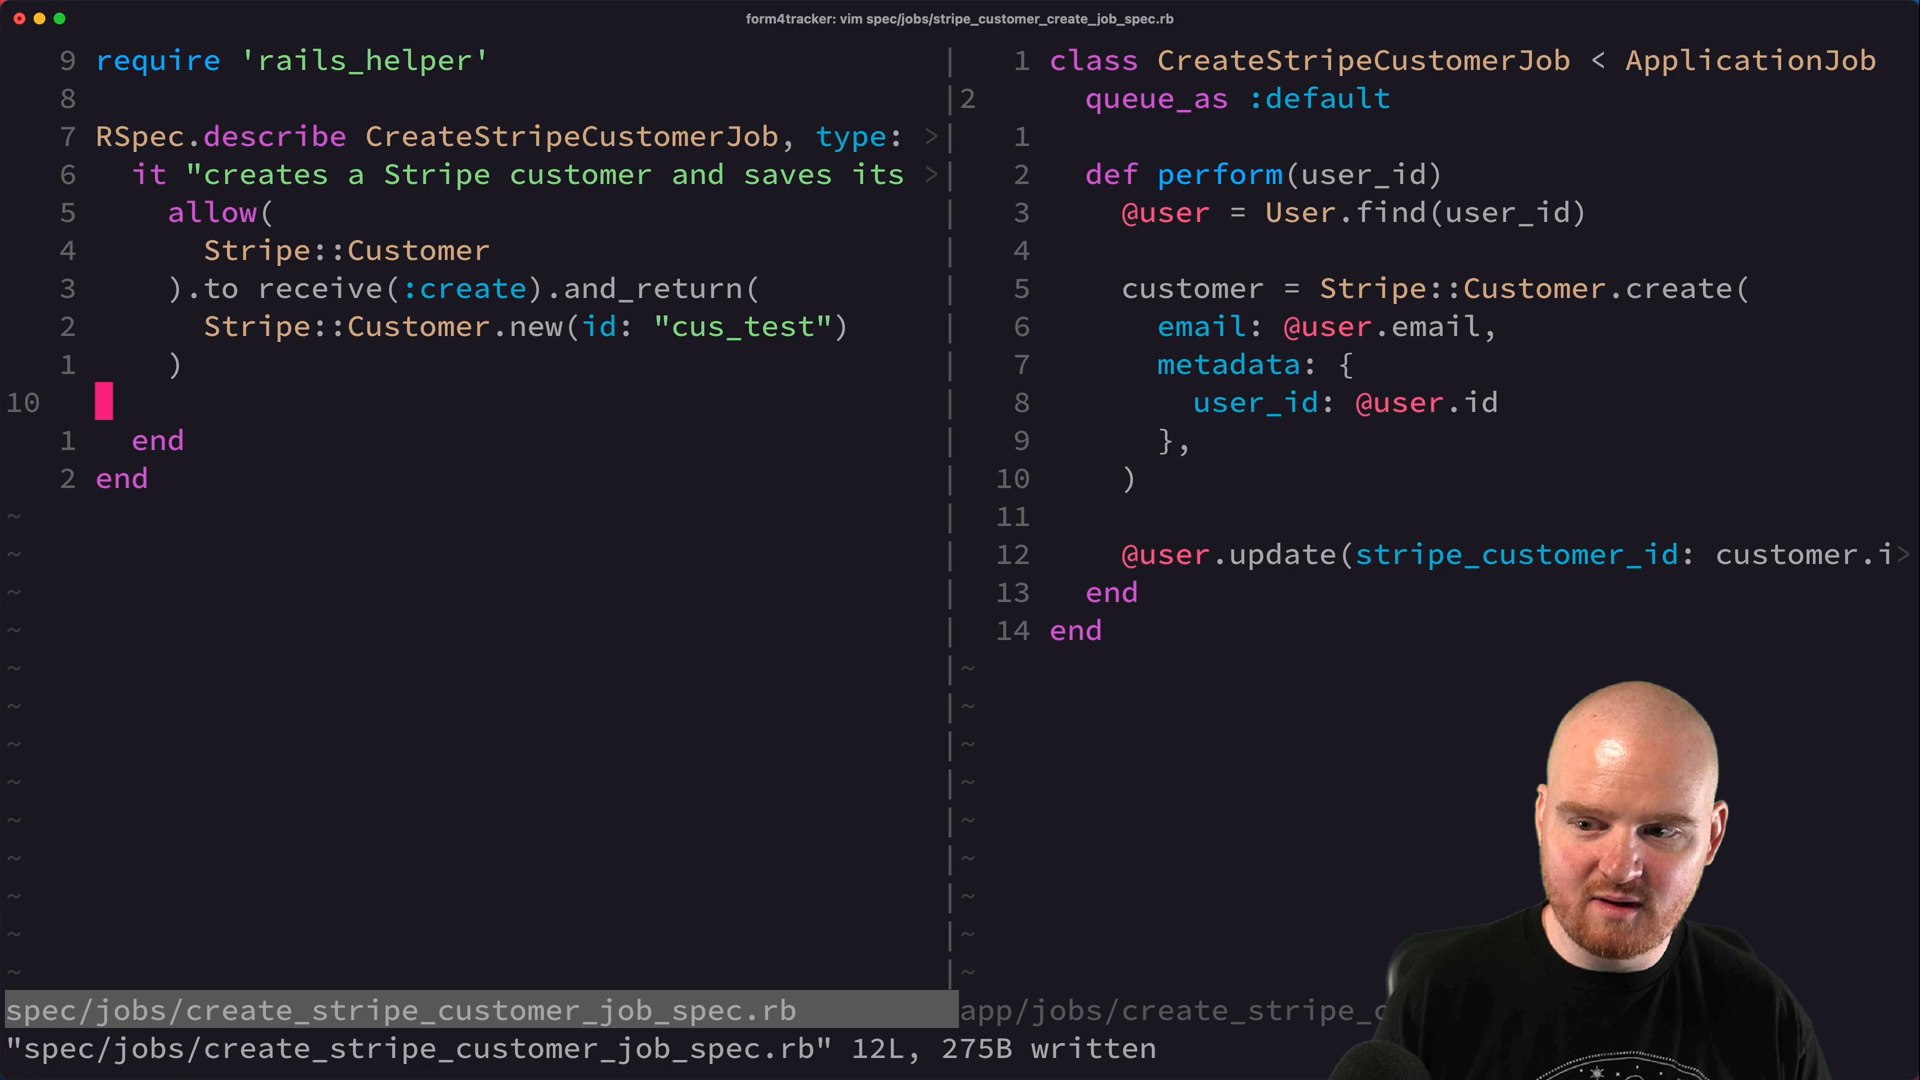 form4tracker: vim spec/jobs/stripe_customer_create_job_spec.rb
9 require 'rails_helper'
8
7 RSpec.describe CreateStripeCustomerJob, type: >
6 it "creates a Stripe customer and saves its >
5 allow(
4 Stripe::Customer
3 ).to receive(:create).and_return(
2 Stripe::Customer.new(id: "cus_test")
1 )
10
1 end
2 end
~
~
~
~
~
~
~
~
~
~
~
~
~
spec/jobs/create_stripe_customer_job_spec.rb
1 class CreateStripeCustomerJob < ApplicationJob
2 queue_as :default
1
2 def perform(user_id)
3 @user = User.find(user_id)
4
5 customer = Stripe::Customer.create(
6 email: @user.email,
7 metadata: {
8 user_id: @user.id
9 },
10 )
11
12 @user.update(stripe_customer_id: customer.i>
13 end
14 end
~
~
~
~
~
~
~
~
~
app/jobs/create_stripe_c
"spec/jobs/create_stripe_customer_job_spec.rb" 12L, 275B written